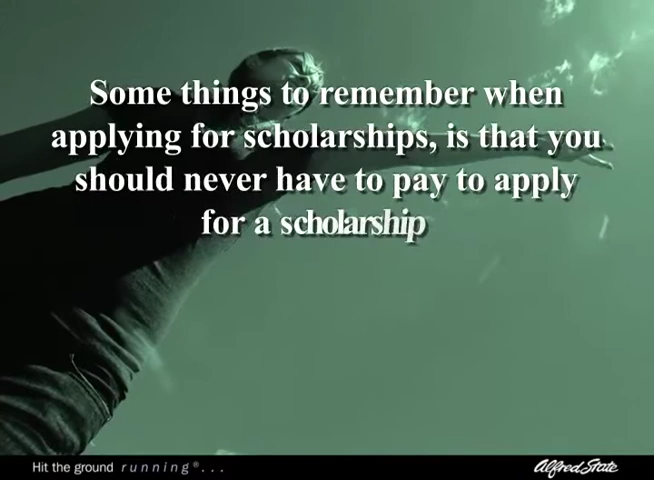 Some things to remember when
applying for scholarships, is that you
should never have to pay to apply
for a scholarship
Hit the ground running®...
Alfred State